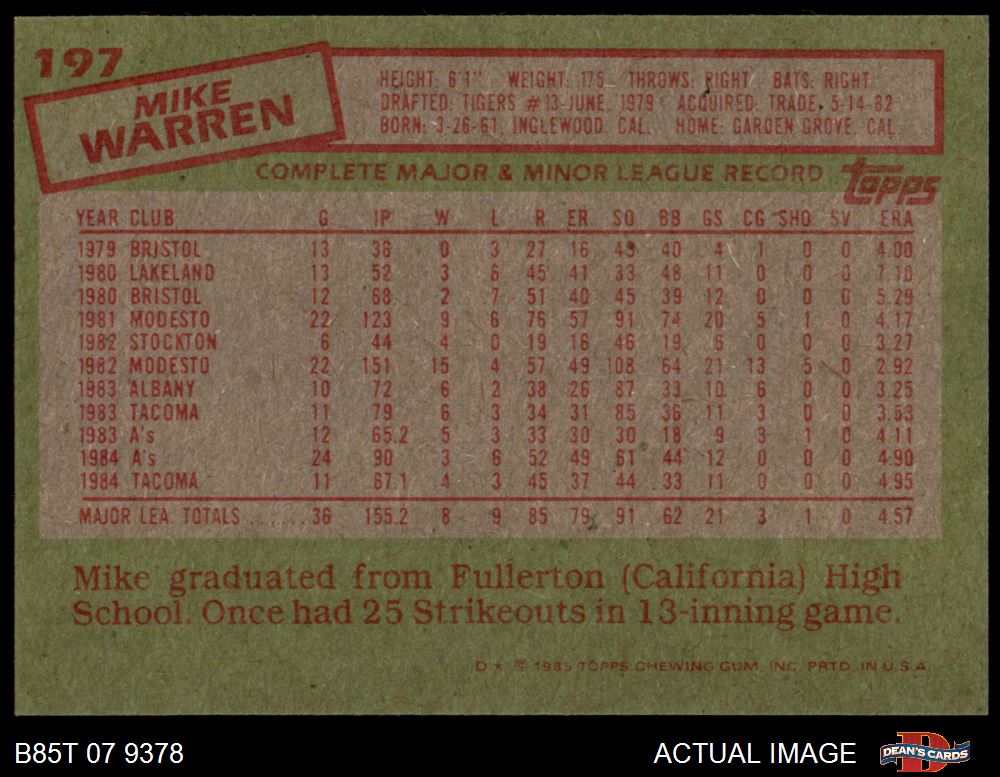 197
MIKE
WARREN
HEIGHT: 6'1" WEIGHT: 175 THROWS: RIGHT BATS: RIGHT
DRAFTED: TIGERS #13-JUNE, 1979 ACQUIRED: TRADE, 5-14-82
BORN: 3-26-61, INGLEWOOD, CAL. HOME: GARDEN GROVE, CAL.
COMPLETE MAJOR & MINOR LEAGUE RECORD
topps
YEAR CLUB G IP W L R ER SO BB GS CG SHO SV ERA
1979 BRISTOL 13 36 0 3 27 16 43 40 4 1 0 0 4.00
1980 LAKELAND 13 52 3 6 45 41 33 48 11 0 0 0 7.10
1980 BRISTOL 12 68 2 7 51 40 45 39 12 0 0 0 5.29
1981 MODESTO 22 123 9 6 76 57 91 74 20 5 1 0 4.17
1982 STOCKTON 6 44 4 0 19 16 46 19 6 0 0 0 3.27
1982 MODESTO 22 151 15 4 57 49 108 64 21 13 5 0 2.92
1983 ALBANY 10 72 6 2 38 26 87 33 10 6 0 0 3.25
1983 TACOMA 11 79 6 3 34 31 85 36 11 3 0 0 3.53
1983 A's 12 65.2 5 3 33 30 30 18 9 3 1 0 4.11
1984 A's 24 90 3 6 52 49 61 44 12 0 0 0 4.90
1984 TACOMA 11 67.1 4 3 45 37 44 33 11 0 0 0 4.95
MAJOR LEA. TOTALS ........ 36 155.2 8 9 85 79 91 62 21 3 1 0 4.57
Mike graduated from Fullerton (California) High
School. Once had 25 Strikeouts in 13-inning game.
D★ © 1985 TOPPS CHEWING GUM, INC. PRTD. IN U.S.A.
B85T 07 9378
ACTUAL IMAGE
D
DEAN'S CARDS